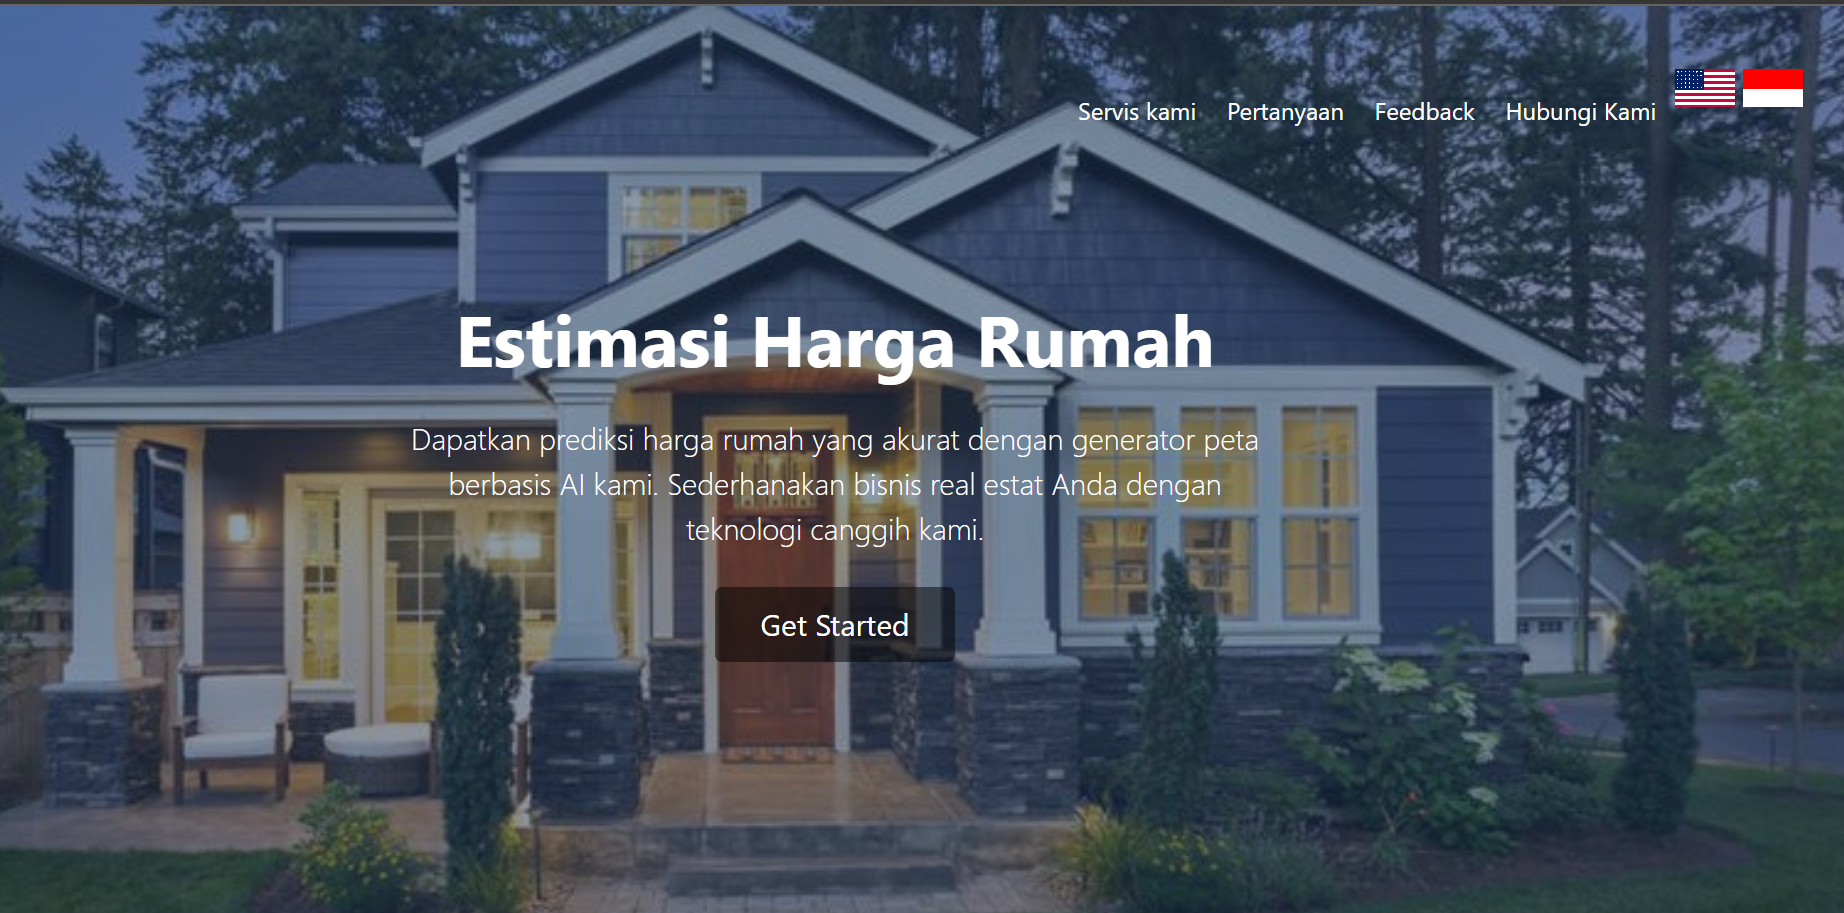 Servis kami Pertanyaan Feedback Hubungi Kami
Estimasi Harga Rumah
Dapatkan prediksi harga rumah yang akurat dengan generator peta
berbasis AI kami. Sederhanakan bisnis real estat Anda dengan
teknologi canggih kami.
Get Started